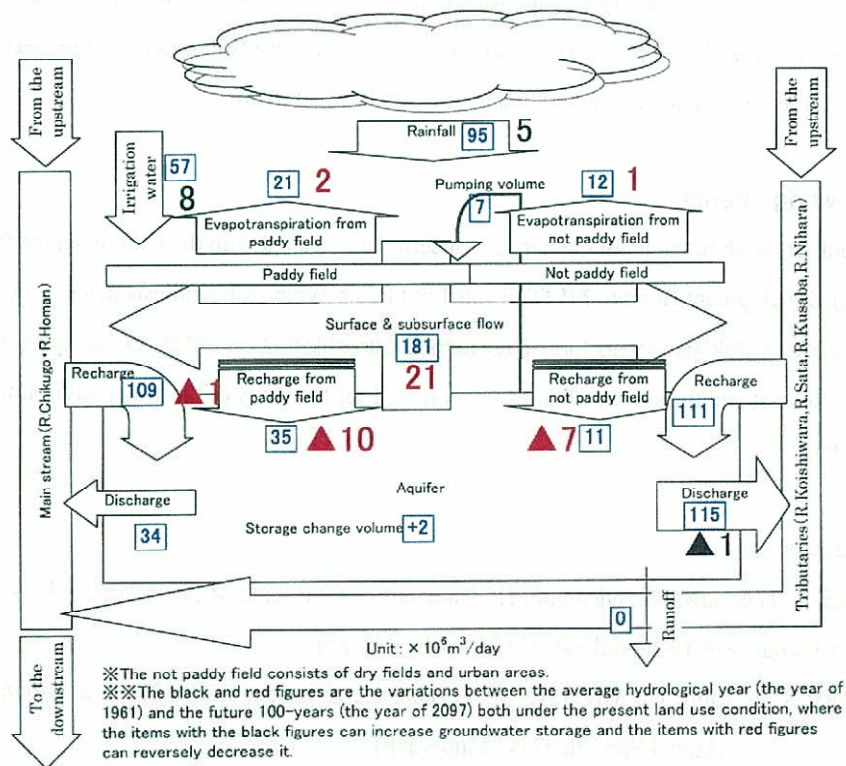 From the
upstream
From the
upstream
Rainfall 95 5
Irrigation
water
57
8
21 2
Pumping volume
7
12 1
Evapotranspiration from
paddy field
Evapotranspiration from
not paddy field
Paddy field
Not paddy field
Surface & subsurface flow
181
21
Recharge
109
▲1
Recharge from
paddy field
Recharge from
not paddy field
Recharge
111
35 ▲10
▲7 11
Main stream (R.Chikugo・R.Homan)
Tributaries (R.Koishiwara, R.Sata, R.Kusaba, R.Nihara)
Aquifer
Discharge
34
Storage change volume +2
Discharge
115
▲1
0
Runoff
Unit: ×10⁶m³/day
To the
downstream
※The not paddy field consists of dry fields and urban areas.
※※The black and red figures are the variations between the average hydrological year (the year of
1961) and the future 100-years (the year of 2097) both under the present land use condition, where
the items with the black figures can increase groundwater storage and the items with red figures
can reversely decrease it.